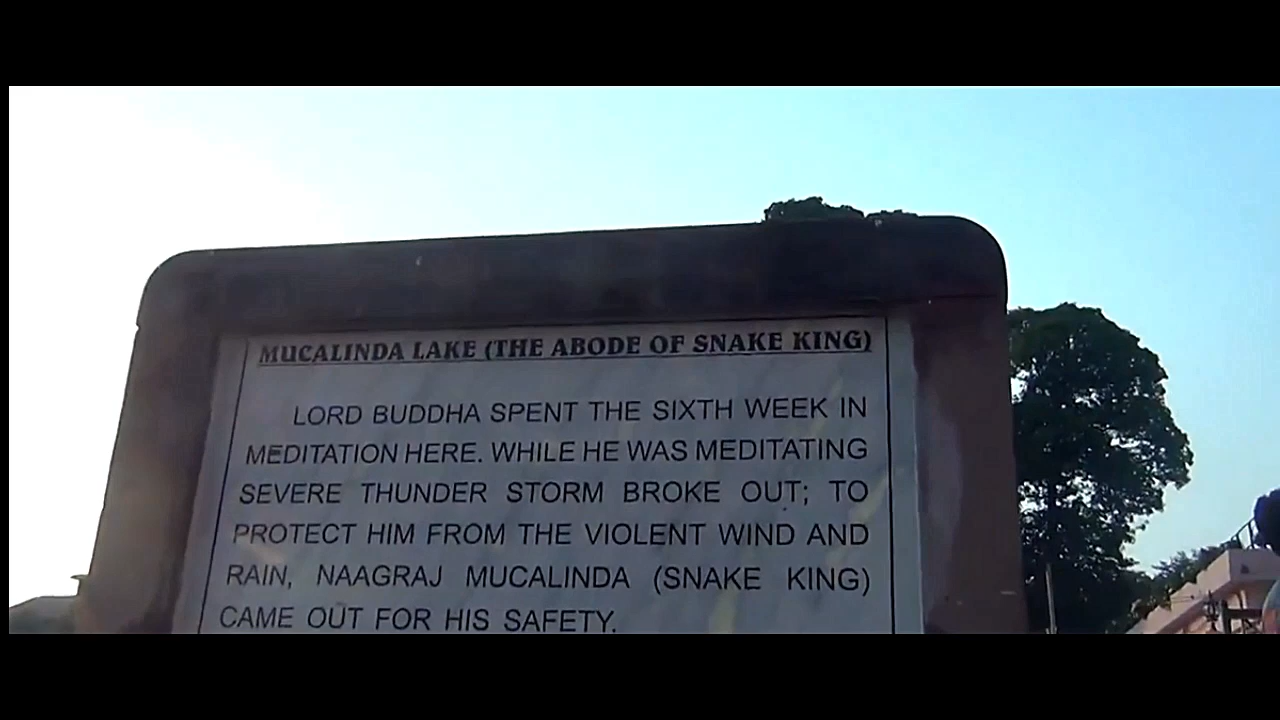 MUCALINDA LAKE (THE ABODE OF SNAKE KING)
LORD BUDDHA SPENT THE SIXTH WEEK IN
MEDITATION HERE. WHILE HE WAS MEDITATING
SEVERE THUNDER STORM BROKE OUT; TO
PROTECT HIM FROM THE VIOLENT WIND AND
RAIN, NAAGRAJ MUCALINDA (SNAKE KING)
CAME OUT FOR HIS SAFETY.